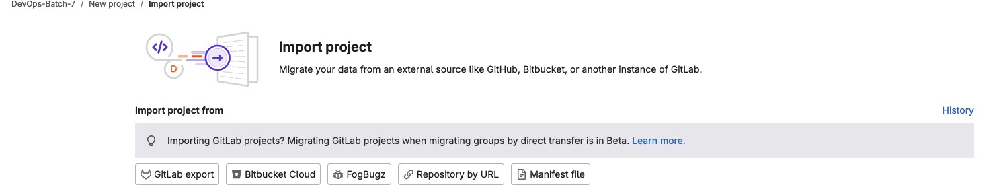 DevOps-Batch-7 / New project / Import project
Import project
Migrate your data from an external source like GitHub, Bitbucket, or another instance of GitLab.
Import project from
History
Importing GitLab projects? Migrating GitLab projects when migrating groups by direct transfer is in Beta. Learn more.
GitLab export
Bitbucket Cloud
FogBugz
Repository by URL
Manifest file